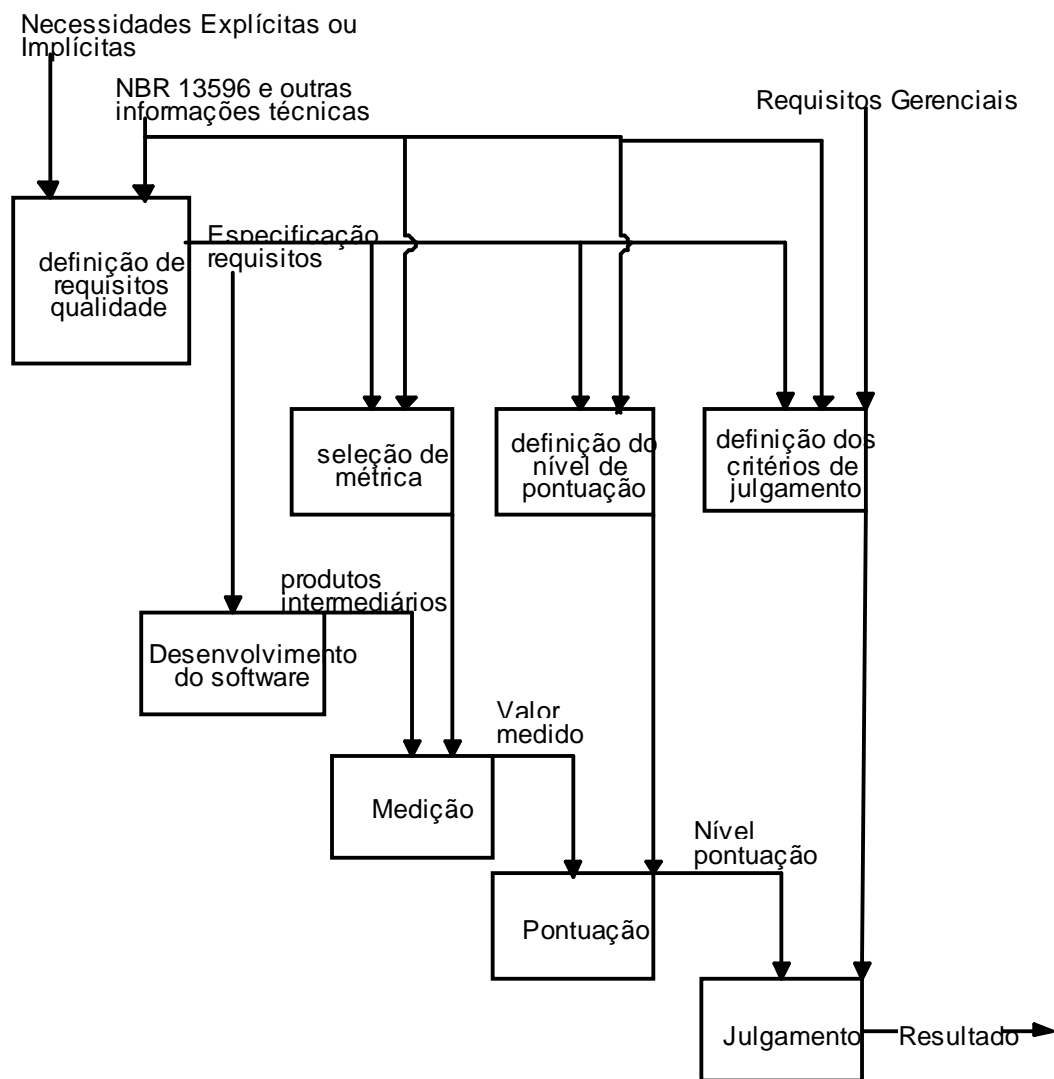 Necessidades Explícitas ou
Implícitas
NBR 13596 e outras
informações técnicas
Requisitos Gerenciais
Especificação
requisitos
definição de
requisitos
qualidade
seleção de
métrica
definição do
nível de
pontuação
definição dos
critérios de
julgamento
produtos
intermediários
Desenvolvimento
do software
Valor
medido
Medição
Nível
pontuação
Pontuação
Julgamento
Resultado